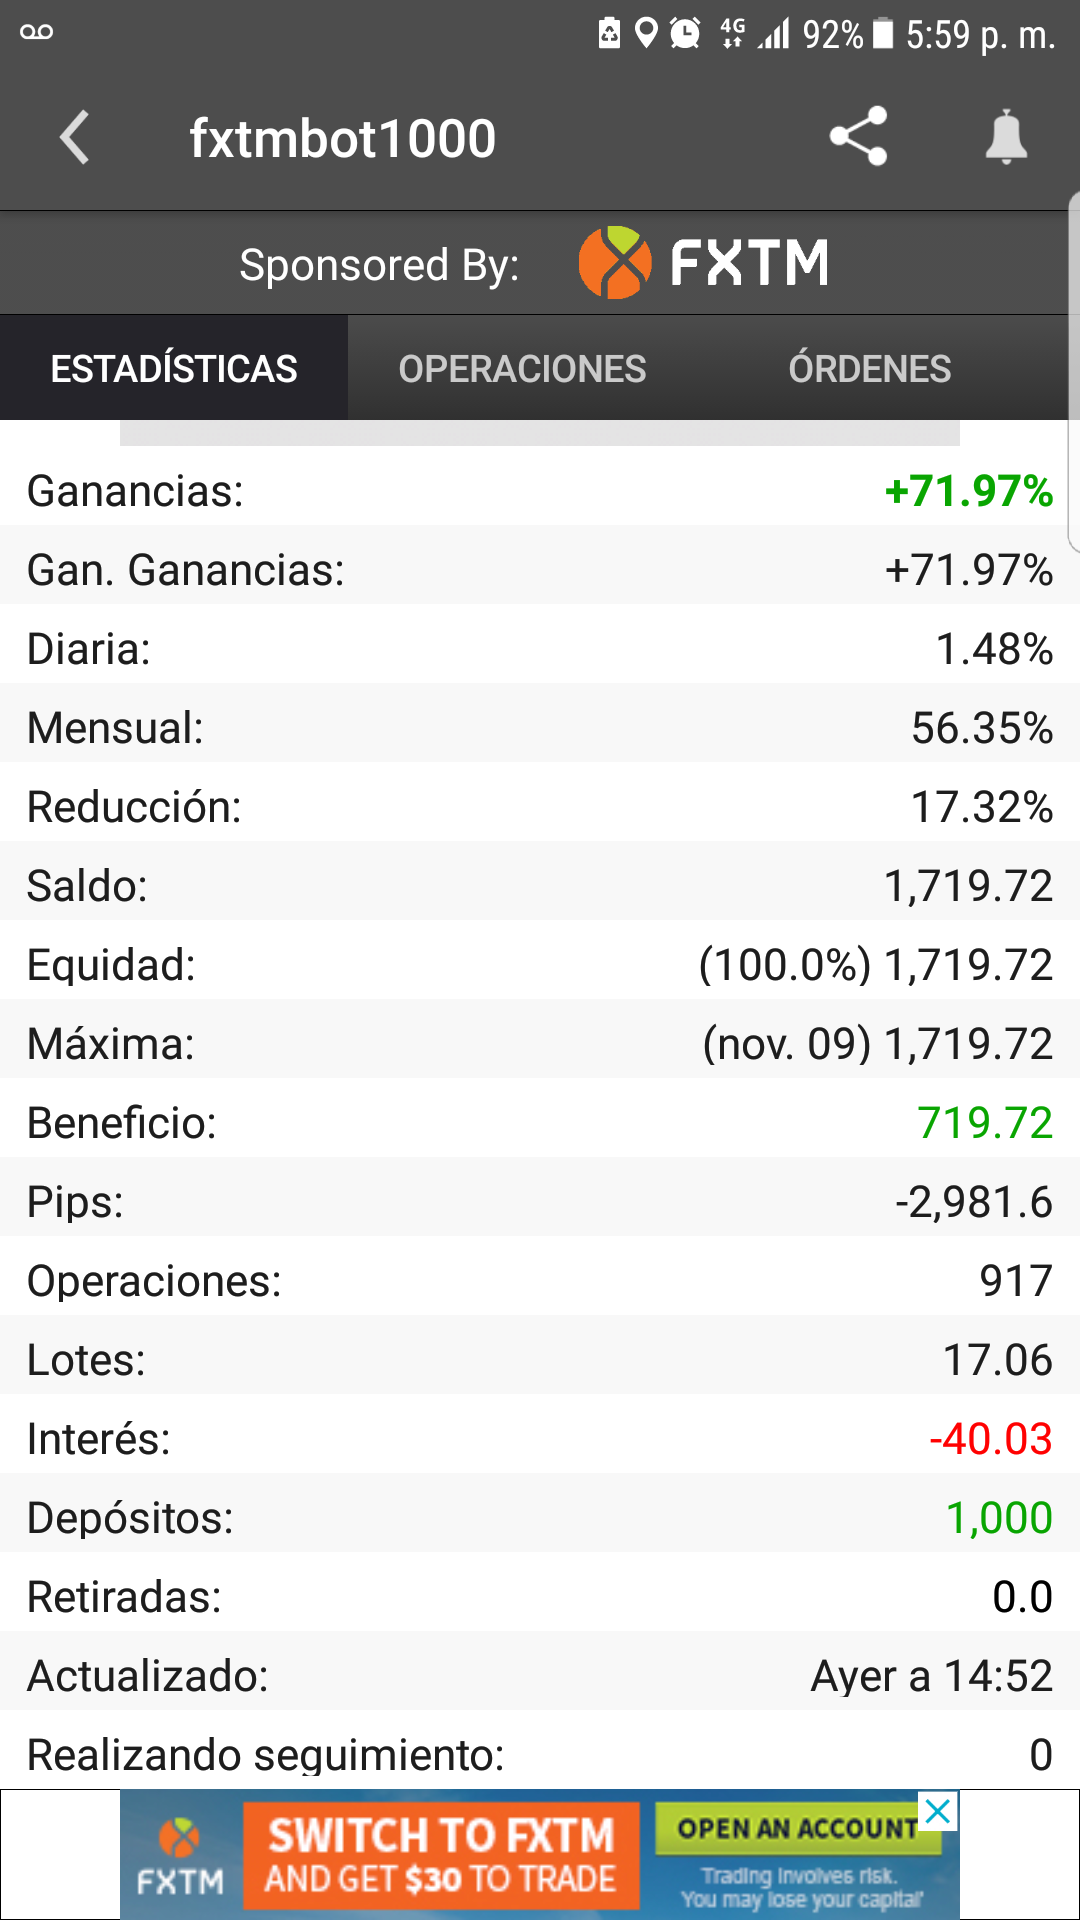 4G 92% 5:59 p. m.
fxtmbot1000
Sponsored By: FXTM
ESTADÍSTICAS OPERACIONES ÓRDENES
Ganancias: +71.97%
Gan. Ganancias: +71.97%
Diaria: 1.48%
Mensual: 56.35%
Reducción: 17.32%
Saldo: 1,719.72
Equidad: (100.0%) 1,719.72
Máxima: (nov. 09) 1,719.72
Beneficio: 719.72
Pips: -2,981.6
Operaciones: 917
Lotes: 17.06
Interés: -40.03
Depósitos: 1,000
Retiradas: 0.0
Actualizado: Ayer a 14:52
Realizando seguimiento: 0
FXTM
SWITCH TO FXTM
AND GET $30 TO TRADE
OPEN AN ACCOUNT
Trading involves risk.
You may lose your capital*